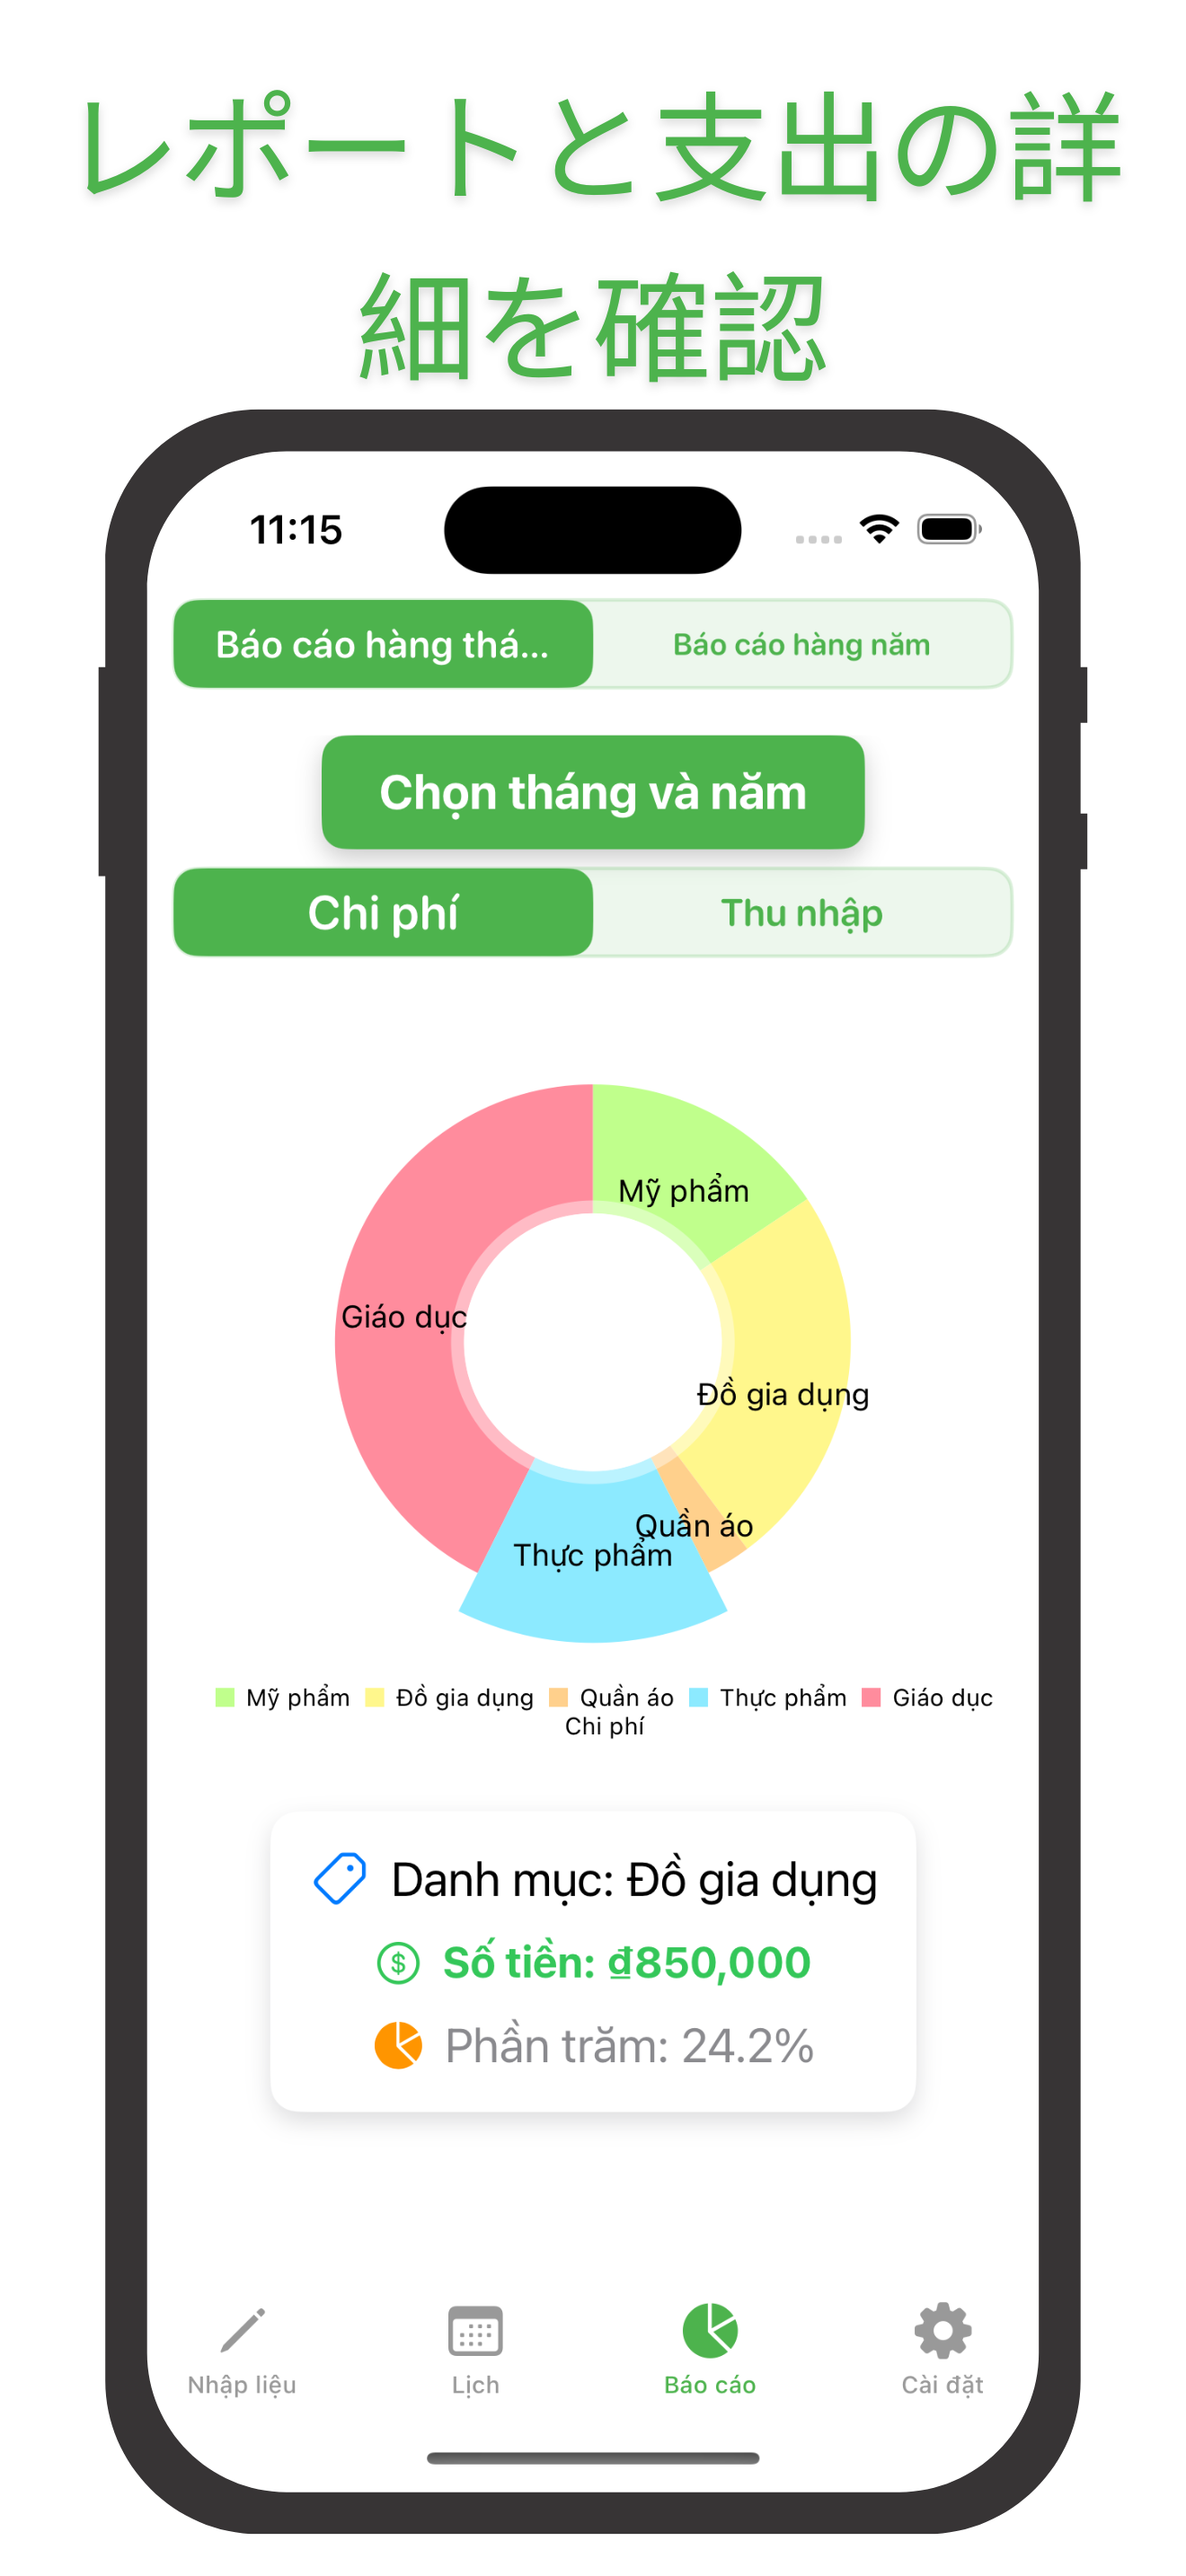 レポートと支出の詳
細を確認
11:15
Báo cáo hàng thá...
Báo cáo hàng năm
Chọn tháng và năm
Chi phí
Thu nhập
Mỹ phẩm
Giáo dục
Đồ gia dụng
Quần áo
Thực phẩm
Mỹ phẩm Đồ gia dụng Quần áo Thực phẩm Giáo dục
Chi phí
Danh mục: Đồ gia dụng
Số tiền: ₫850,000
Phần trăm: 24.2%
Nhập liệu
Lịch
Báo cáo
Cài đặt